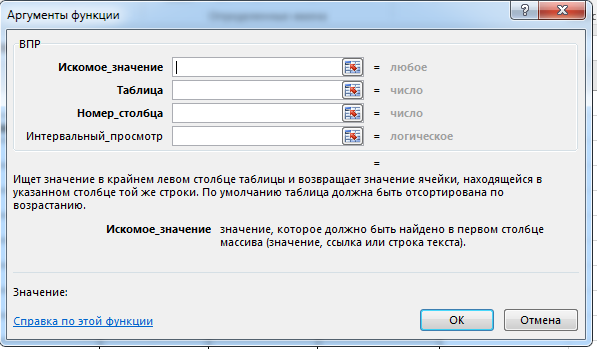 Аргументы функции
ВПР
Искомое_значение = любое
Таблица = число
Номер_столбца = число
Интервальный_просмотр = логическое
=
Ищет значение в крайнем левом столбце таблицы и возвращает значение ячейки, находящейся в
указанном столбце той же строки. По умолчанию таблица должна быть отсортирована по
возрастанию.
Искомое_значение значение, которое должно быть найдено в первом столбце
массива (значение, ссылка или строка текста).
Значение:
Справка по этой функции
ОК
Отмена